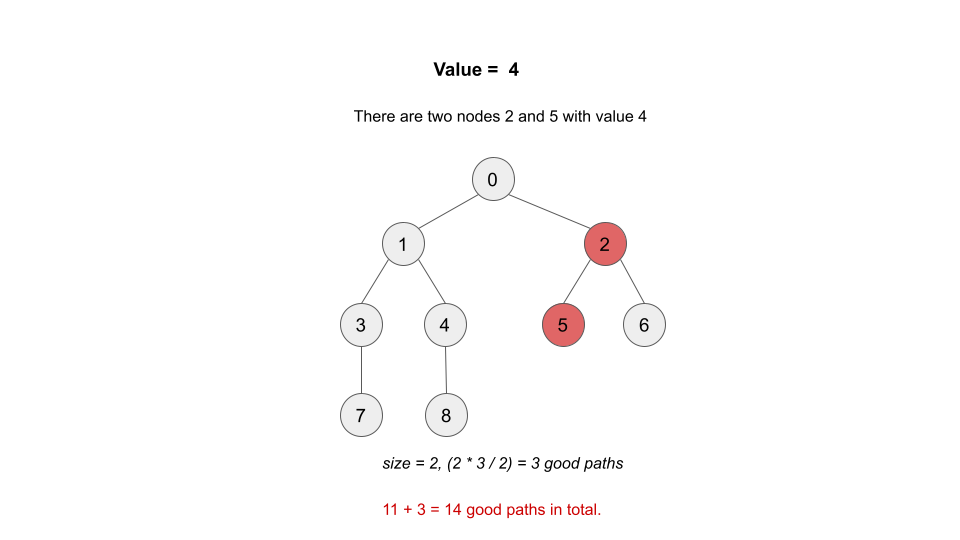 Value =  4
There are two nodes 2 and 5 with value 4
0
1 2
3 4 5 6
7 8
size = 2, (2 * 3 / 2) = 3 good paths
11 + 3 = 14 good paths in total.